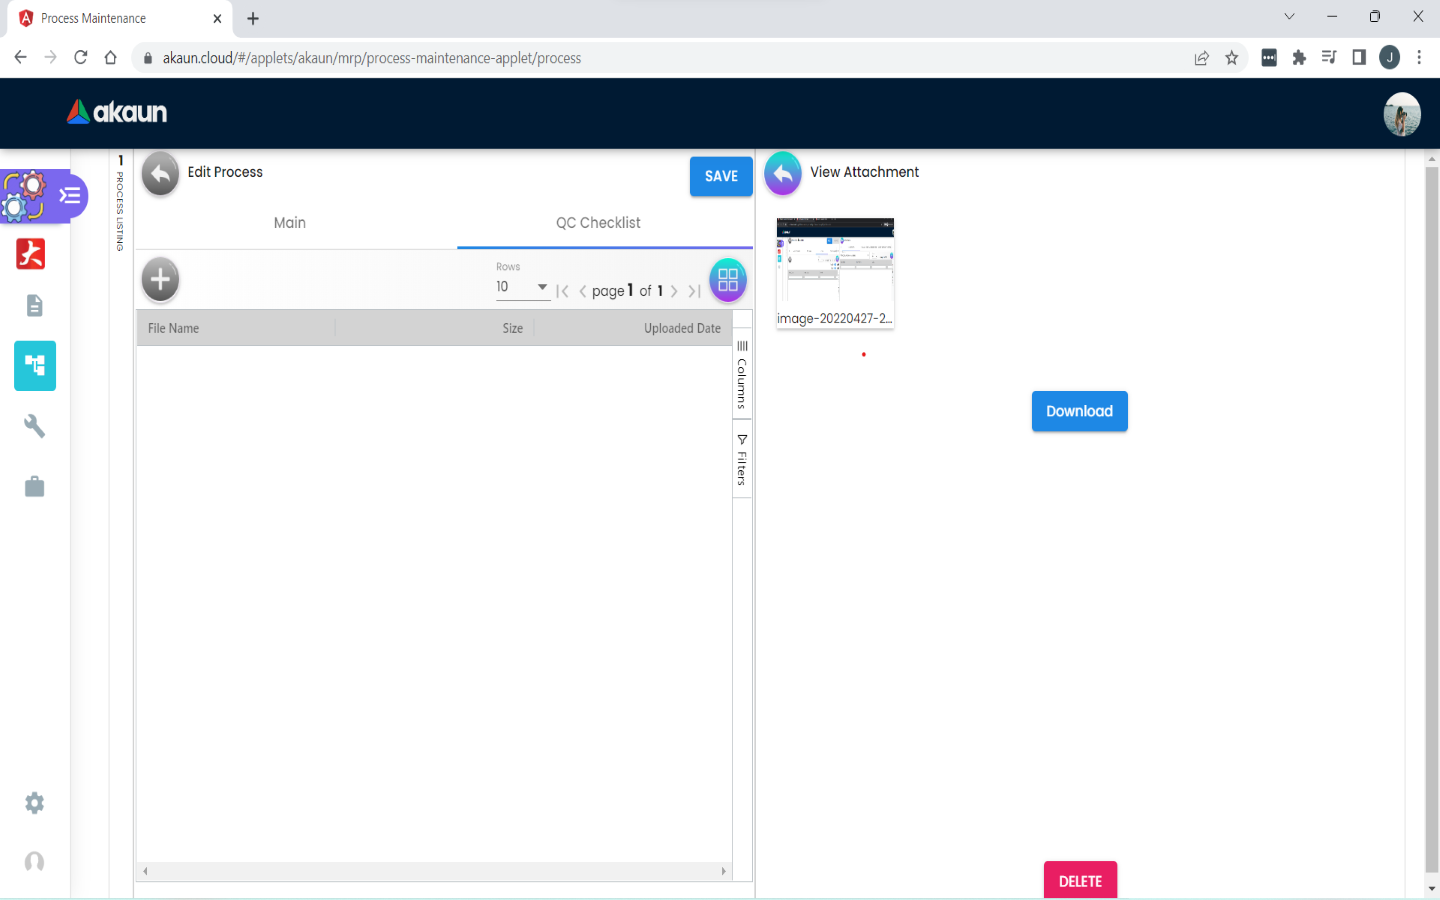 Process Maintenance
akaun.cloud/#/applets/akaun/mrp/process-maintenance-applet/process
J
akaun
1 PROCESS LISTING
Edit Process
SAVE
Main
QC Checklist
Rows
10
page 1 of 1
File Name
Size
Uploaded Date
Columns
Filters
View Attachment
image-20220427-2...
Download
DELETE